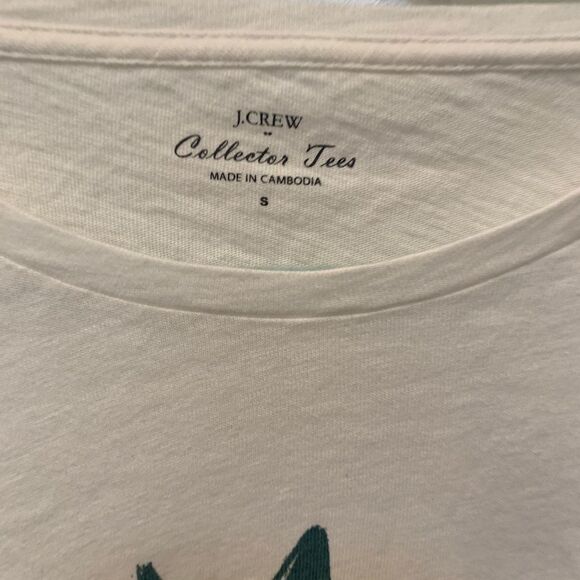 J.CREW
Collector Tees
MADE IN CAMBODIA
S